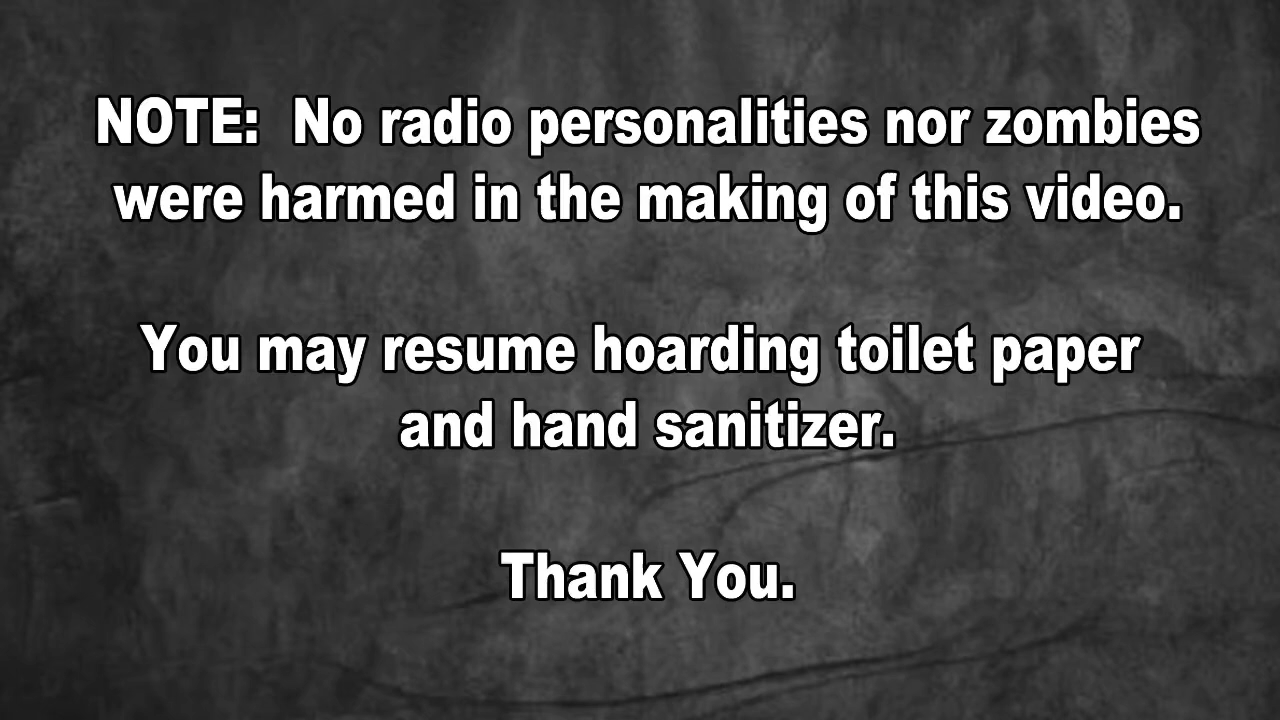 NOTE:  No radio personalities nor zombies
were harmed in the making of this video.
You may resume hoarding toilet paper
and hand sanitizer.
Thank You.